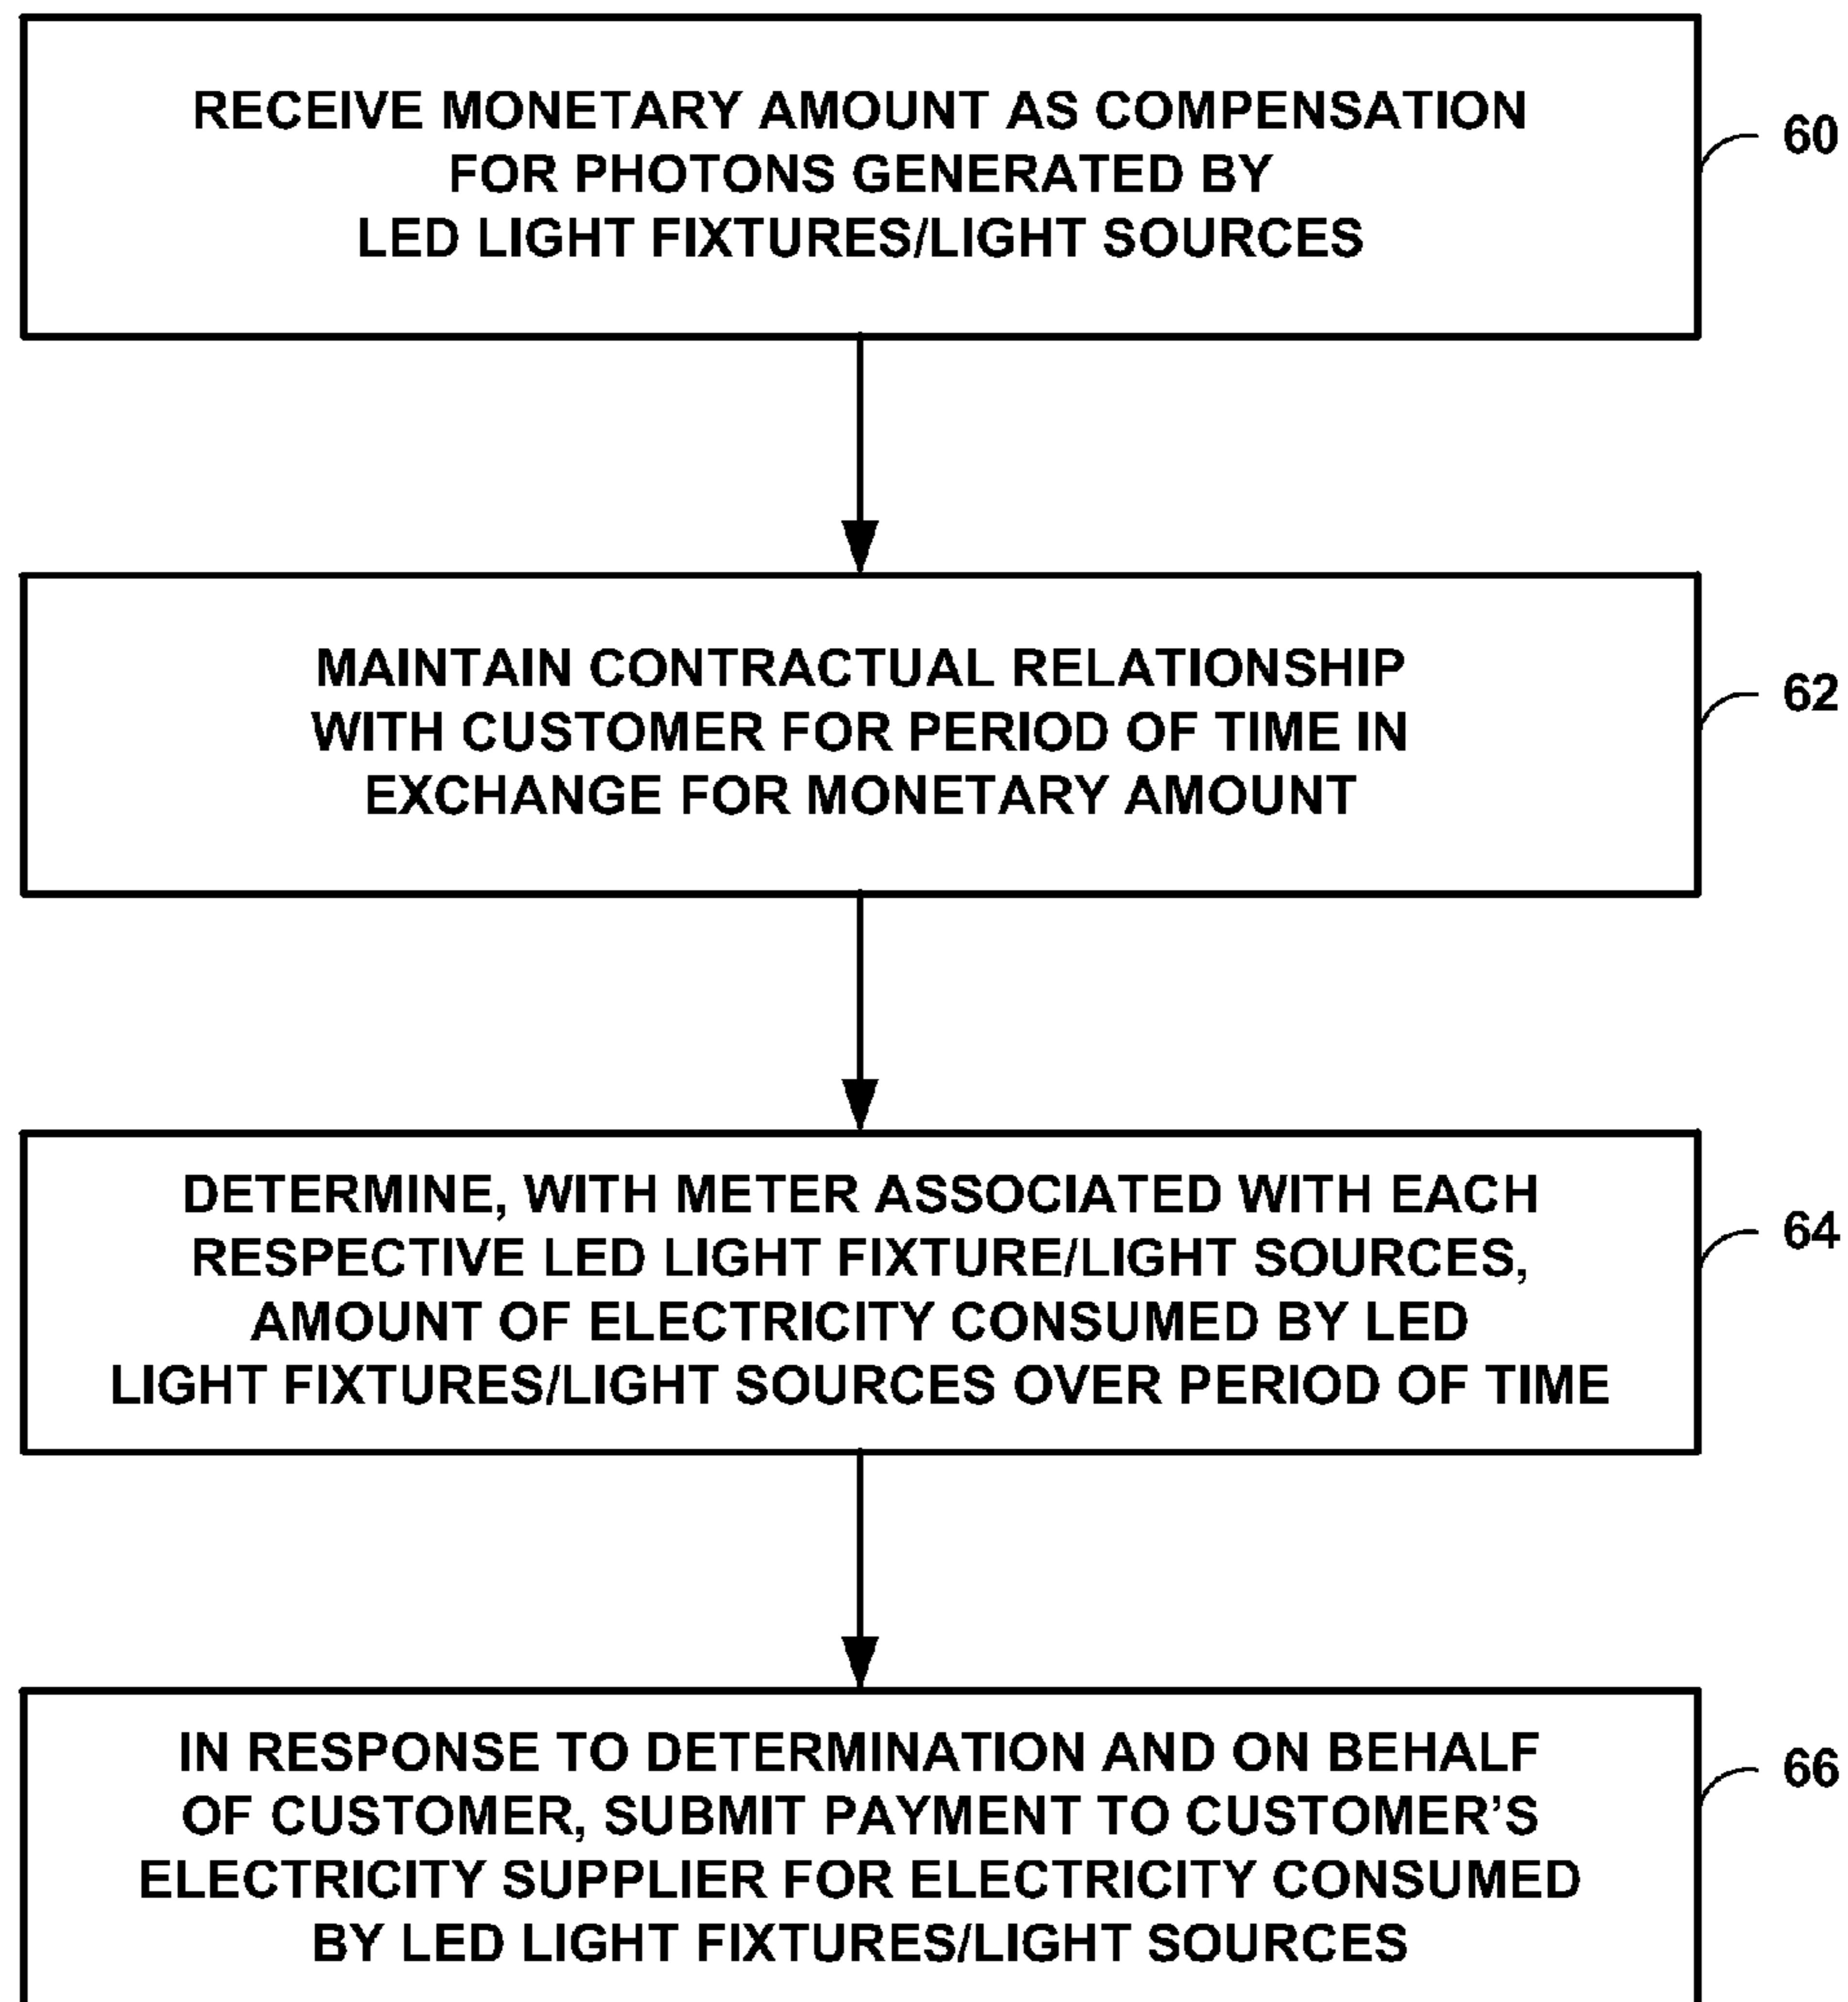 RECEIVE MONETARY AMOUNT AS COMPENSATION
FOR PHOTONS GENERATED BY
LED LIGHT FIXTURES/LIGHT SOURCES
60
MAINTAIN CONTRACTUAL RELATIONSHIP
WITH CUSTOMER FOR PERIOD OF TIME IN
EXCHANGE FOR MONETARY AMOUNT
62
DETERMINE, WITH METER ASSOCIATED WITH EACH
RESPECTIVE LED LIGHT FIXTURE/LIGHT SOURCES,
AMOUNT OF ELECTRICITY CONSUMED BY LED
LIGHT FIXTURES/LIGHT SOURCES OVER PERIOD OF TIME
64
IN RESPONSE TO DETERMINATION AND ON BEHALF
OF CUSTOMER, SUBMIT PAYMENT TO CUSTOMER’S
ELECTRICITY SUPPLIER FOR ELECTRICITY CONSUMED
BY LED LIGHT FIXTURES/LIGHT SOURCES
66